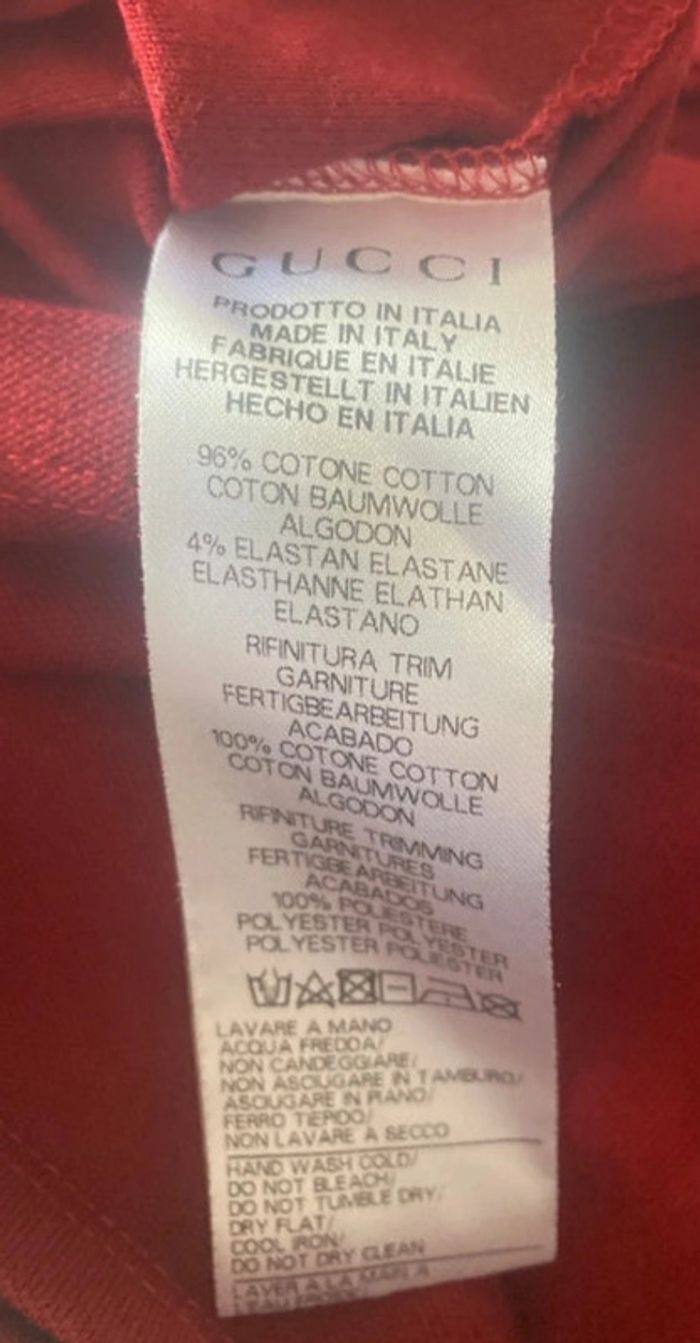 GUCCI
PRODOTTO IN ITALIA
MADE IN ITALY
FABRIQUE EN ITALIE
HERGESTELLT IN ITALIEN
HECHO EN ITALIA
96% COTONE COTTON
COTON BAUMWOLLE
ALGODON
4% ELASTAN ELASTANE
ELASTHANNE ELATHAN
ELASTANO
RIFINITURA TRIM
GARNITURE
FERTIGBEARBEITUNG
ACABADO
100% COTONE COTTON
COTON BAUMWOLLE
ALGODON
RIFINITURE TRIMMING
GARNITURES
FERTIGBEARBEITUNG
ACABADOS
100% POLIESTERE
POLYESTER POLYESTER
POLYESTER POLIESTER
LAVARE A MANO
ACQUA FREDDA/
NON CANDEGGIARE/
NON ASCIUGARE IN TAMBURO/
ASCIUGARE IN PIANO/
FERRO TIEPIDO/
NON LAVARE A SECCO
HAND WASH COLD/
DO NOT BLEACH/
DO NOT TUMBLE DRY/
DRY FLAT/
COOL IRON/
DO NOT DRY CLEAN
LAVER A LA MAIN A